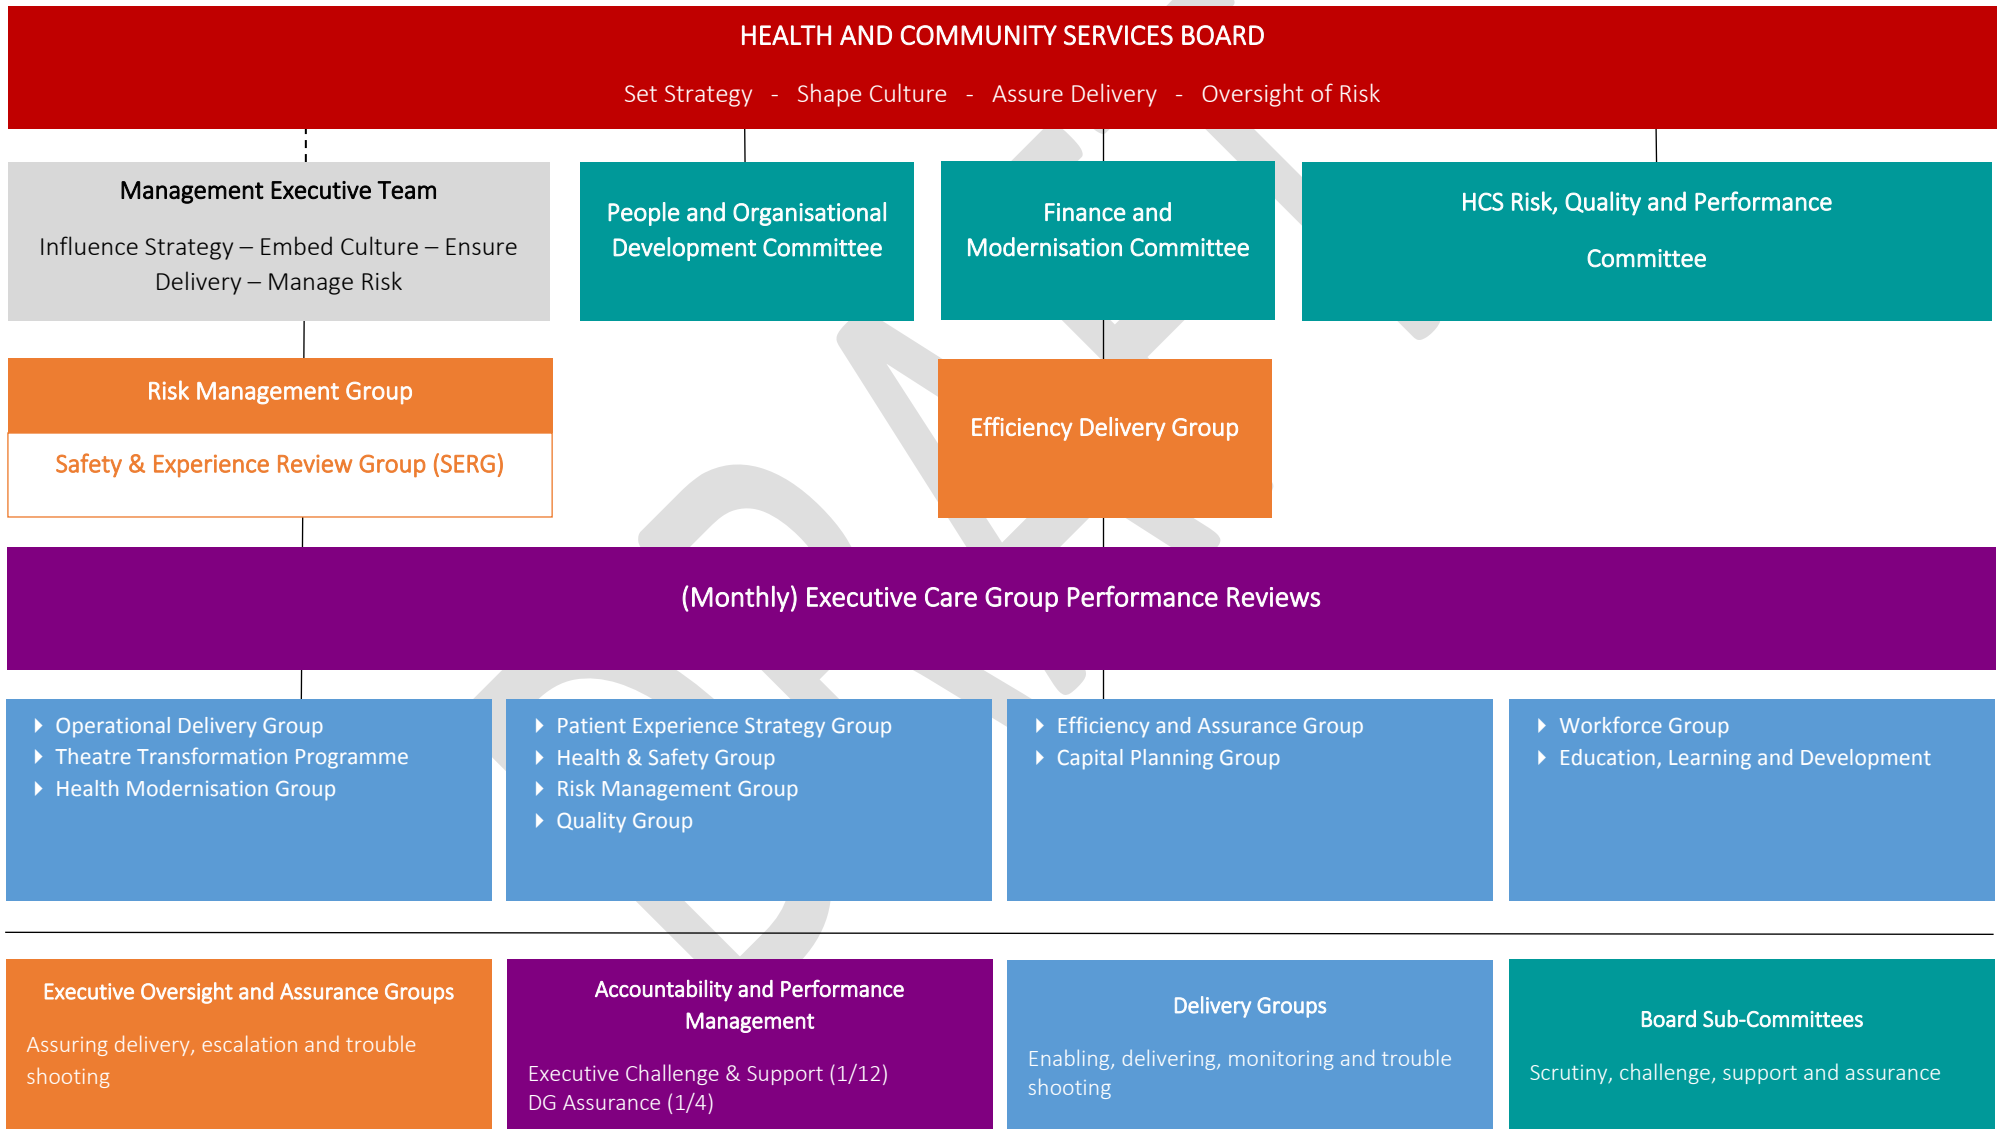 HEALTH AND COMMUNITY SERVICES BOARD
Set Strategy - Shape Culture - Assure Delivery - Oversight of Risk
Management Executive Team
Influence Strategy – Embed Culture – Ensure
Delivery – Manage Risk
People and Organisational
Development Committee
Finance and
Modernisation Committee
HCS Risk, Quality and Performance
Committee
Risk Management Group
Safety & Experience Review Group (SERG)
Efficiency Delivery Group
(Monthly) Executive Care Group Performance Reviews
Operational Delivery Group
Theatre Transformation Programme
Health Modernisation Group
Patient Experience Strategy Group
Health & Safety Group
Risk Management Group
Quality Group
Efficiency and Assurance Group
Capital Planning Group
Workforce Group
Education, Learning and Development
Executive Oversight and Assurance Groups
Assuring delivery, escalation and trouble
shooting
Accountability and Performance
Management
Executive Challenge & Support (1/12)
DG Assurance (1/4)
Delivery Groups
Enabling, delivering, monitoring and trouble
shooting
Board Sub-Committees
Scrutiny, challenge, support and assurance
DRAFT